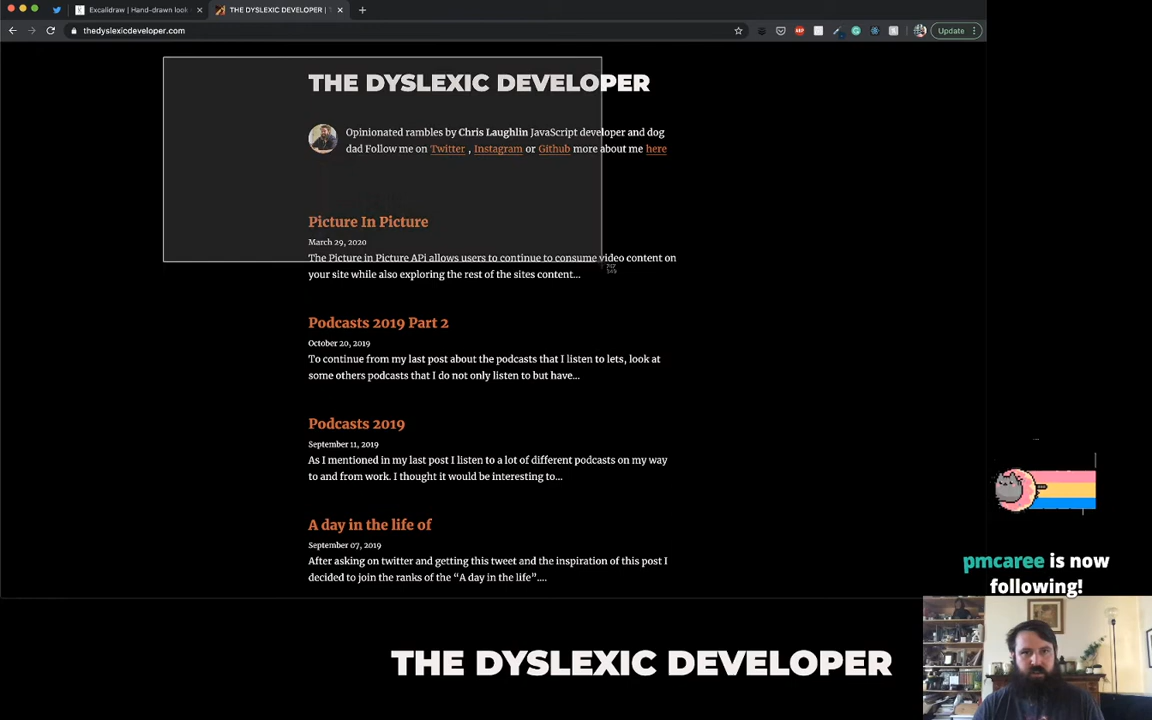 Excalidraw | Hand-drawn look
THE DYSLEXIC DEVELOPER | T
thedyslexicdeveloper.com
Update
THE DYSLEXIC DEVELOPER
Opinionated rambles by Chris Laughlin JavaScript developer and dog
dad Follow me on Twitter , Instagram or Github more about me here
Picture In Picture
March 29, 2020
The Picture in Picture API allows users to continue to consume video content on
your site while also exploring the rest of the sites content...
Podcasts 2019 Part 2
October 20, 2019
To continue from my last post about the podcasts that I listen to lets, look at
some others podcasts that I do not only listen to but have...
Podcasts 2019
September 11, 2019
As I mentioned in my last post I listen to a lot of different podcasts on my way
to and from work. I thought it would be interesting to...
A day in the life of
September 07, 2019
After asking on twitter and getting this tweet and the inspiration of this post I
decided to join the ranks of the “A day in the life”....
pmcaree is now
following!
THE DYSLEXIC DEVELOPER